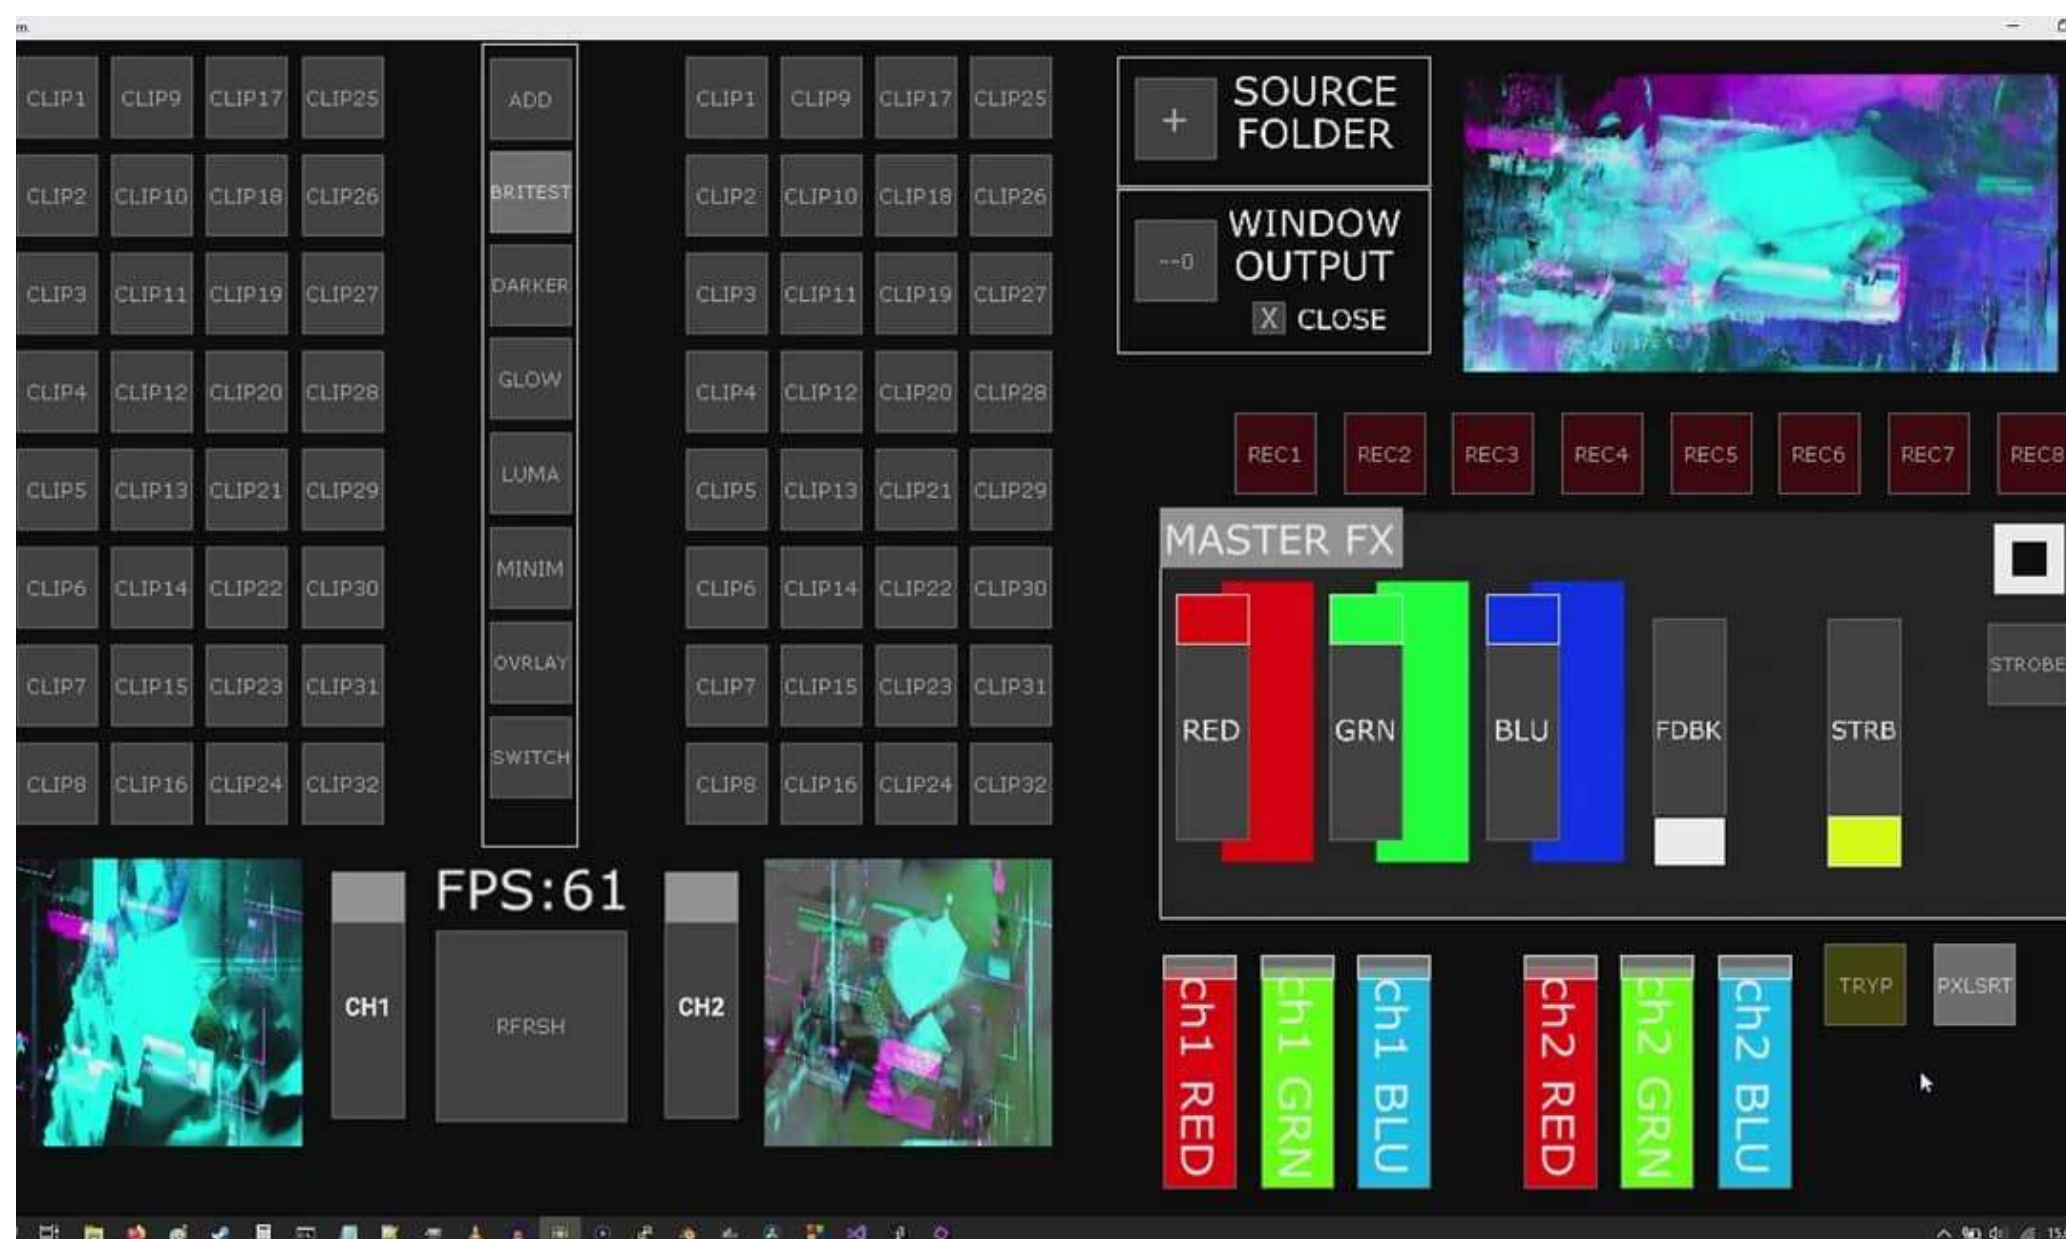 m.
CLIP1 CLIP9 CLIP17 CLIP25
CLIP2 CLIP10 CLIP18 CLIP26
CLIP3 CLIP11 CLIP19 CLIP27
CLIP4 CLIP12 CLIP20 CLIP28
CLIP5 CLIP13 CLIP21 CLIP29
CLIP6 CLIP14 CLIP22 CLIP30
CLIP7 CLIP15 CLIP23 CLIP31
CLIP8 CLIP16 CLIP24 CLIP32
ADD
BRITEST
DARKER
GLOW
LUMA
MINIM
OVRLAY
SWITCH
CLIP1 CLIP9 CLIP17 CLIP25
CLIP2 CLIP10 CLIP18 CLIP26
CLIP3 CLIP11 CLIP19 CLIP27
CLIP4 CLIP12 CLIP20 CLIP28
CLIP5 CLIP13 CLIP21 CLIP29
CLIP6 CLIP14 CLIP22 CLIP30
CLIP7 CLIP15 CLIP23 CLIP31
CLIP8 CLIP16 CLIP24 CLIP32
CH1
FPS:61
RFRSH
CH2
+ SOURCE
FOLDER
WINDOW
--0 OUTPUT
X CLOSE
REC1 REC2 REC3 REC4 REC5 REC6 REC7 REC8
MASTER FX
STROBE
RED GRN BLU FDBK STRB
ch1 RED
ch1 GRN
ch1 BLU
ch2 RED
ch2 GRN
ch2 BLU
TRYP PXLSRT